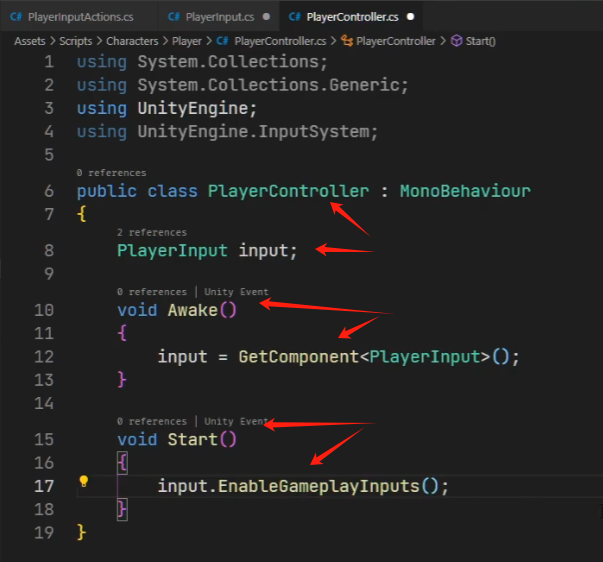 C# PlayerInputActions.cs C# PlayerInput.cs ● C# PlayerController.cs ●
Assets > Scripts > Characters > Player > C# PlayerController.cs > PlayerController > Start()
1 using System.Collections;
2 using System.Collections.Generic;
3 using UnityEngine;
4 using UnityEngine.InputSystem;
5
0 references
6 public class PlayerController : MonoBehaviour
7 {
2 references
8 PlayerInput input;
9
0 references | Unity Event
10 void Awake()
11 {
12 input = GetComponent<PlayerInput>();
13 }
14
0 references | Unity Event
15 void Start()
16 {
17 input.EnableGameplayInputs();
18 }
19 }